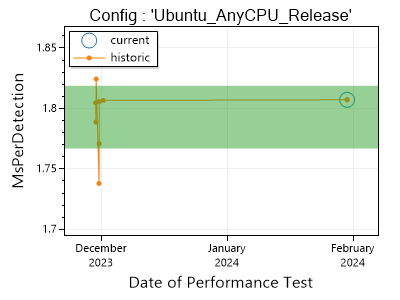 Config : 'Ubuntu_AnyCPU_Release'
current
historic
1.85
1.8
1.75
1.7
MsPerDetection
December
2023
January
2024
February
2024
Date of Performance Test